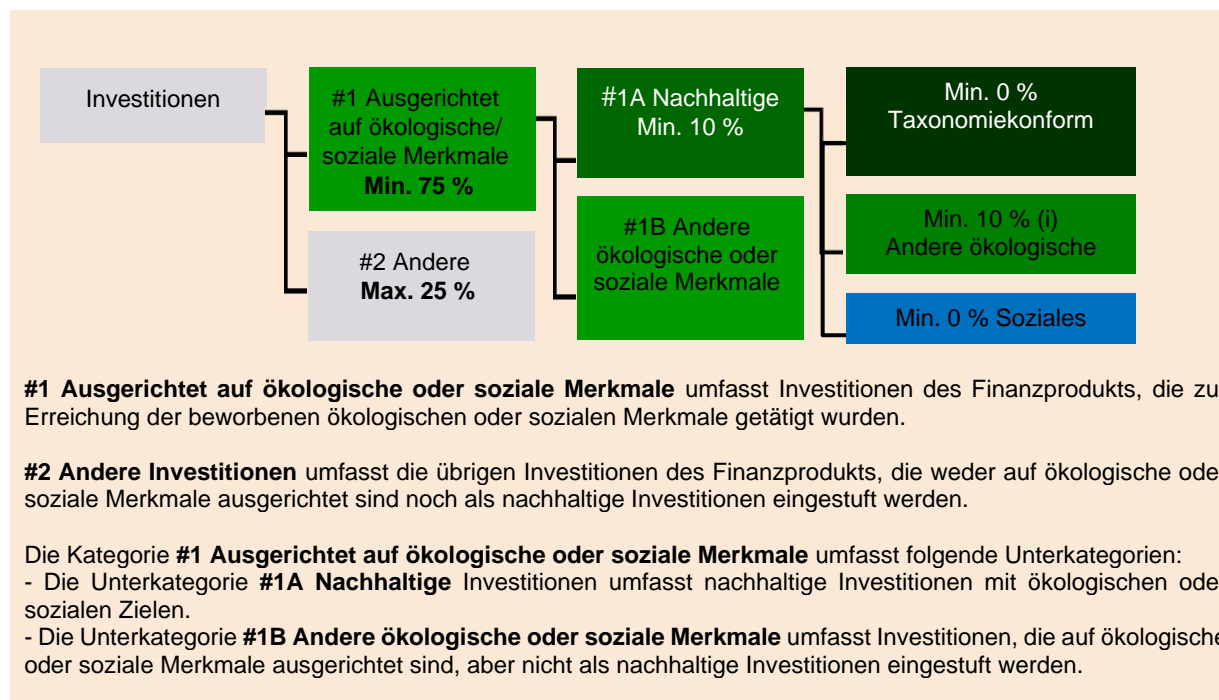 Investitionen
#1 Ausgerichtet
auf ökologische/
soziale Merkmale
Min. 75 %
#2 Andere
Max. 25 %
#1A Nachhaltige
Min. 10 %
#1B Andere
ökologische oder
soziale Merkmale
Min. 0 %
Taxonomiekonform
Min. 10 % (i)
Andere ökologische
Min. 0 % Soziales
#1 Ausgerichtet auf ökologische oder soziale Merkmale umfasst Investitionen des Finanzprodukts, die zu
Erreichung der beworbenen ökologischen oder sozialen Merkmale getätigt wurden.
#2 Andere Investitionen umfasst die übrigen Investitionen des Finanzprodukts, die weder auf ökologische ode
soziale Merkmale ausgerichtet sind noch als nachhaltige Investitionen eingestuft werden.
Die Kategorie #1 Ausgerichtet auf ökologische oder soziale Merkmale umfasst folgende Unterkategorien:
- Die Unterkategorie #1A Nachhaltige Investitionen umfasst nachhaltige Investitionen mit ökologischen ode
sozialen Zielen.
- Die Unterkategorie #1B Andere ökologische oder soziale Merkmale umfasst Investitionen, die auf ökologische
oder soziale Merkmale ausgerichtet sind, aber nicht als nachhaltige Investitionen eingestuft werden.